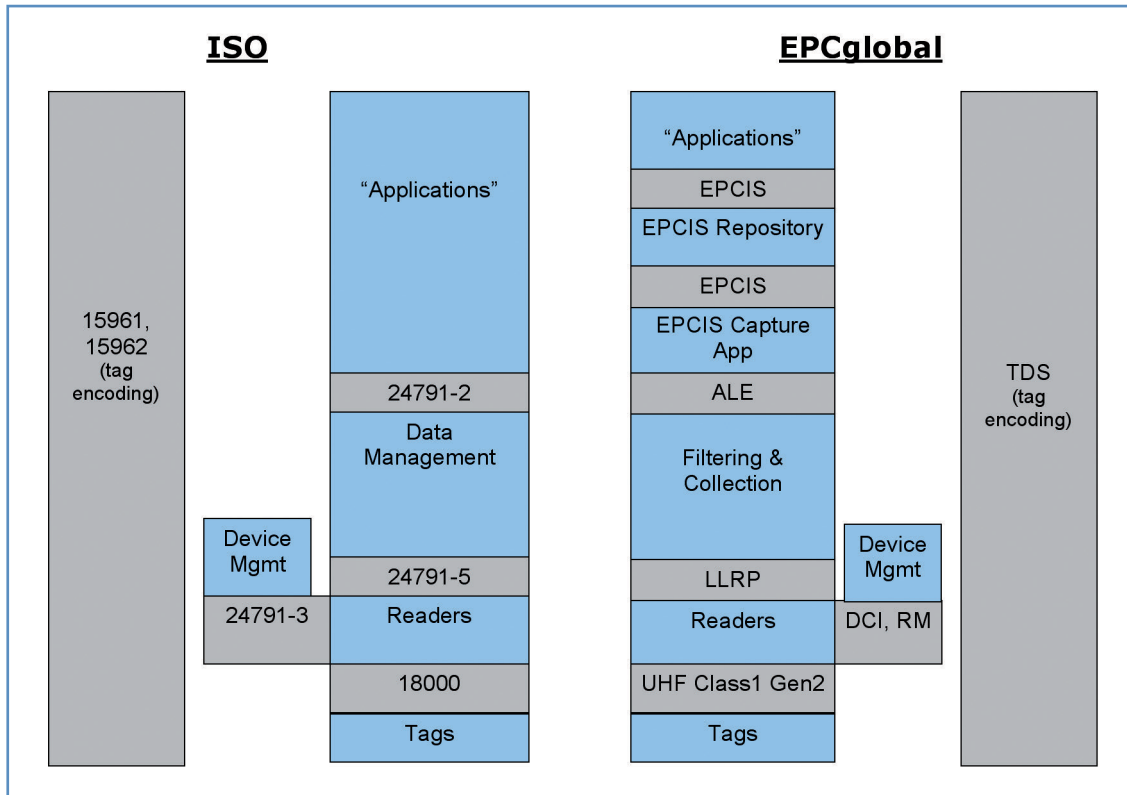 ISO
15961,
15962
(tag
encoding)
“Applications”
24791-2
Data
Management
Device
Mgmt
24791-5
24791-3
Readers
18000
Tags
EPCglobal
“Applications”
EPCIS
EPCIS Repository
EPCIS
EPCIS Capture
App
ALE
Filtering &
Collection
LLRP
Device
Mgmt
Readers
DCI, RM
UHF Class1 Gen2
Tags
TDS
(tag
encoding)